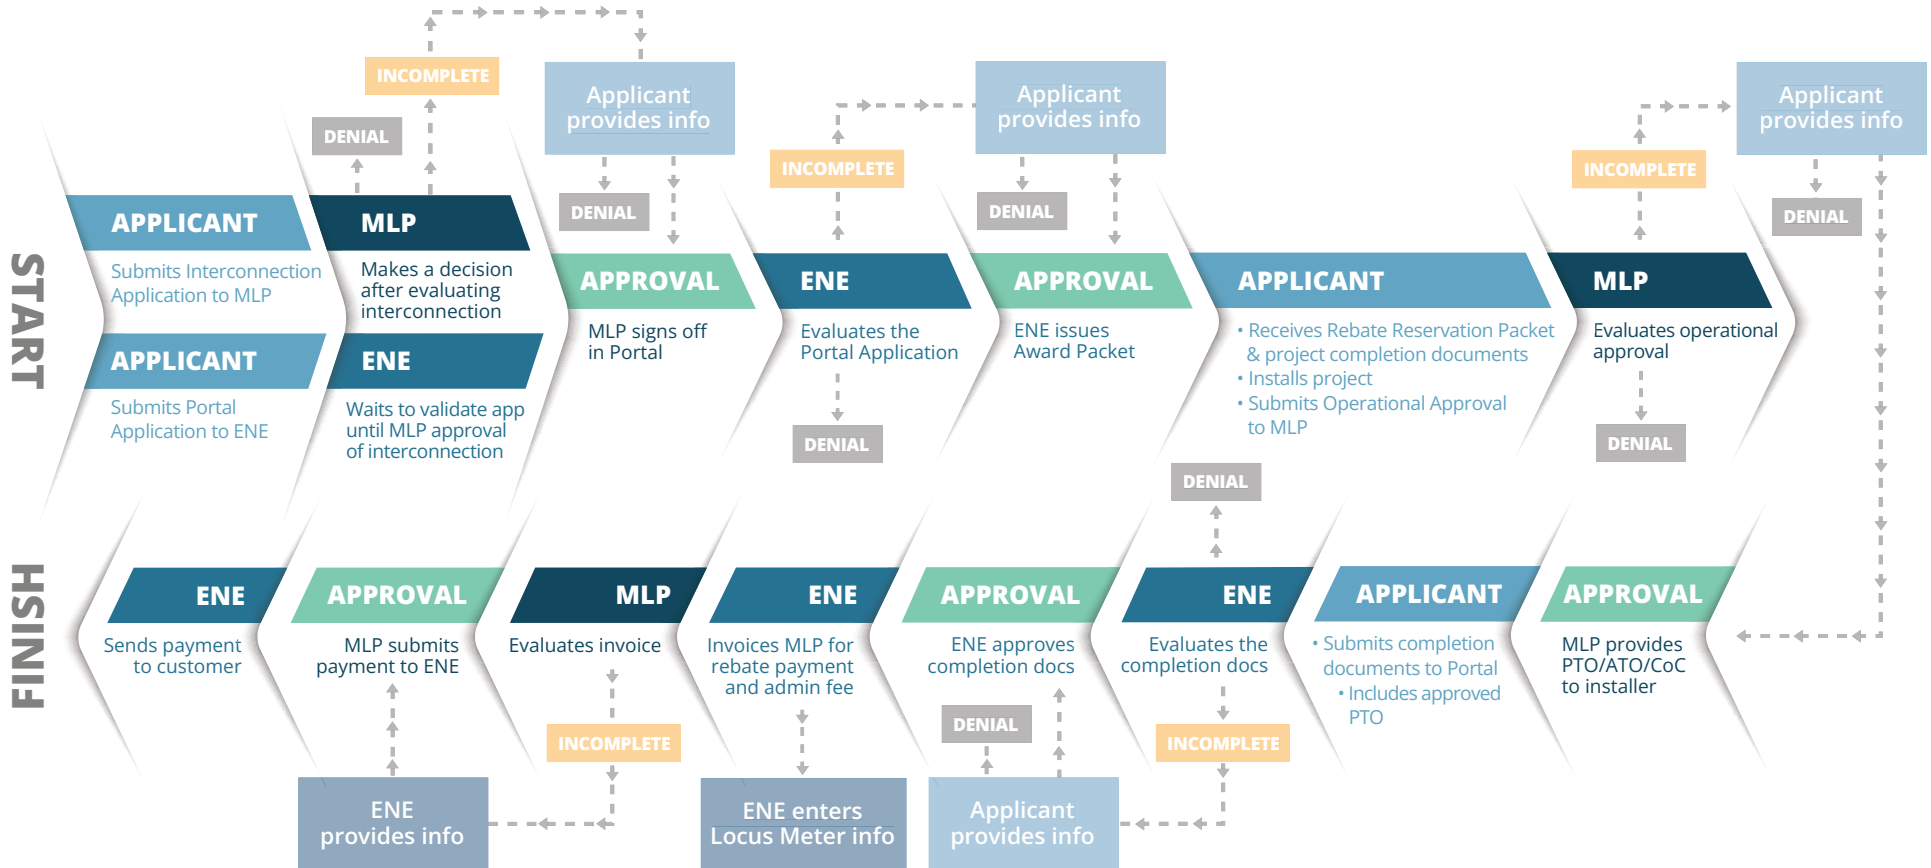 START
APPLICANT
Submits Interconnection
Application to MLP
APPLICANT
Submits Portal
Application to ENE
DENIAL
INCOMPLETE
MLP
Makes a decision
after evaluating
interconnection
ENE
Waits to validate app
until MLP approval
of interconnection
Applicant
provides info
DENIAL
APPROVAL
MLP signs off
in Portal
INCOMPLETE
ENE
Evaluates the
Portal Application
DENIAL
Applicant
provides info
DENIAL
APPROVAL
ENE issues
Award Packet
APPLICANT
• Receives Rebate Reservation Packet
& project completion documents
• Installs project
• Submits Operational Approval
to MLP
INCOMPLETE
MLP
Evaluates operational
approval
DENIAL
Applicant
provides info
DENIAL
APPROVAL
MLP provides
PTO/ATO/CoC
to installer
APPLICANT
• Submits completion
documents to Portal
• Includes approved
PTO
DENIAL
ENE
Evaluates the
completion docs
INCOMPLETE
Applicant
provides info
DENIAL
APPROVAL
ENE approves
completion docs
ENE
Invoices MLP for
rebate payment
and admin fee
ENE enters
Locus Meter info
MLP
Evaluates invoice
INCOMPLETE
ENE
provides info
APPROVAL
MLP submits
payment to ENE
ENE
Sends payment
to customer
FINISH